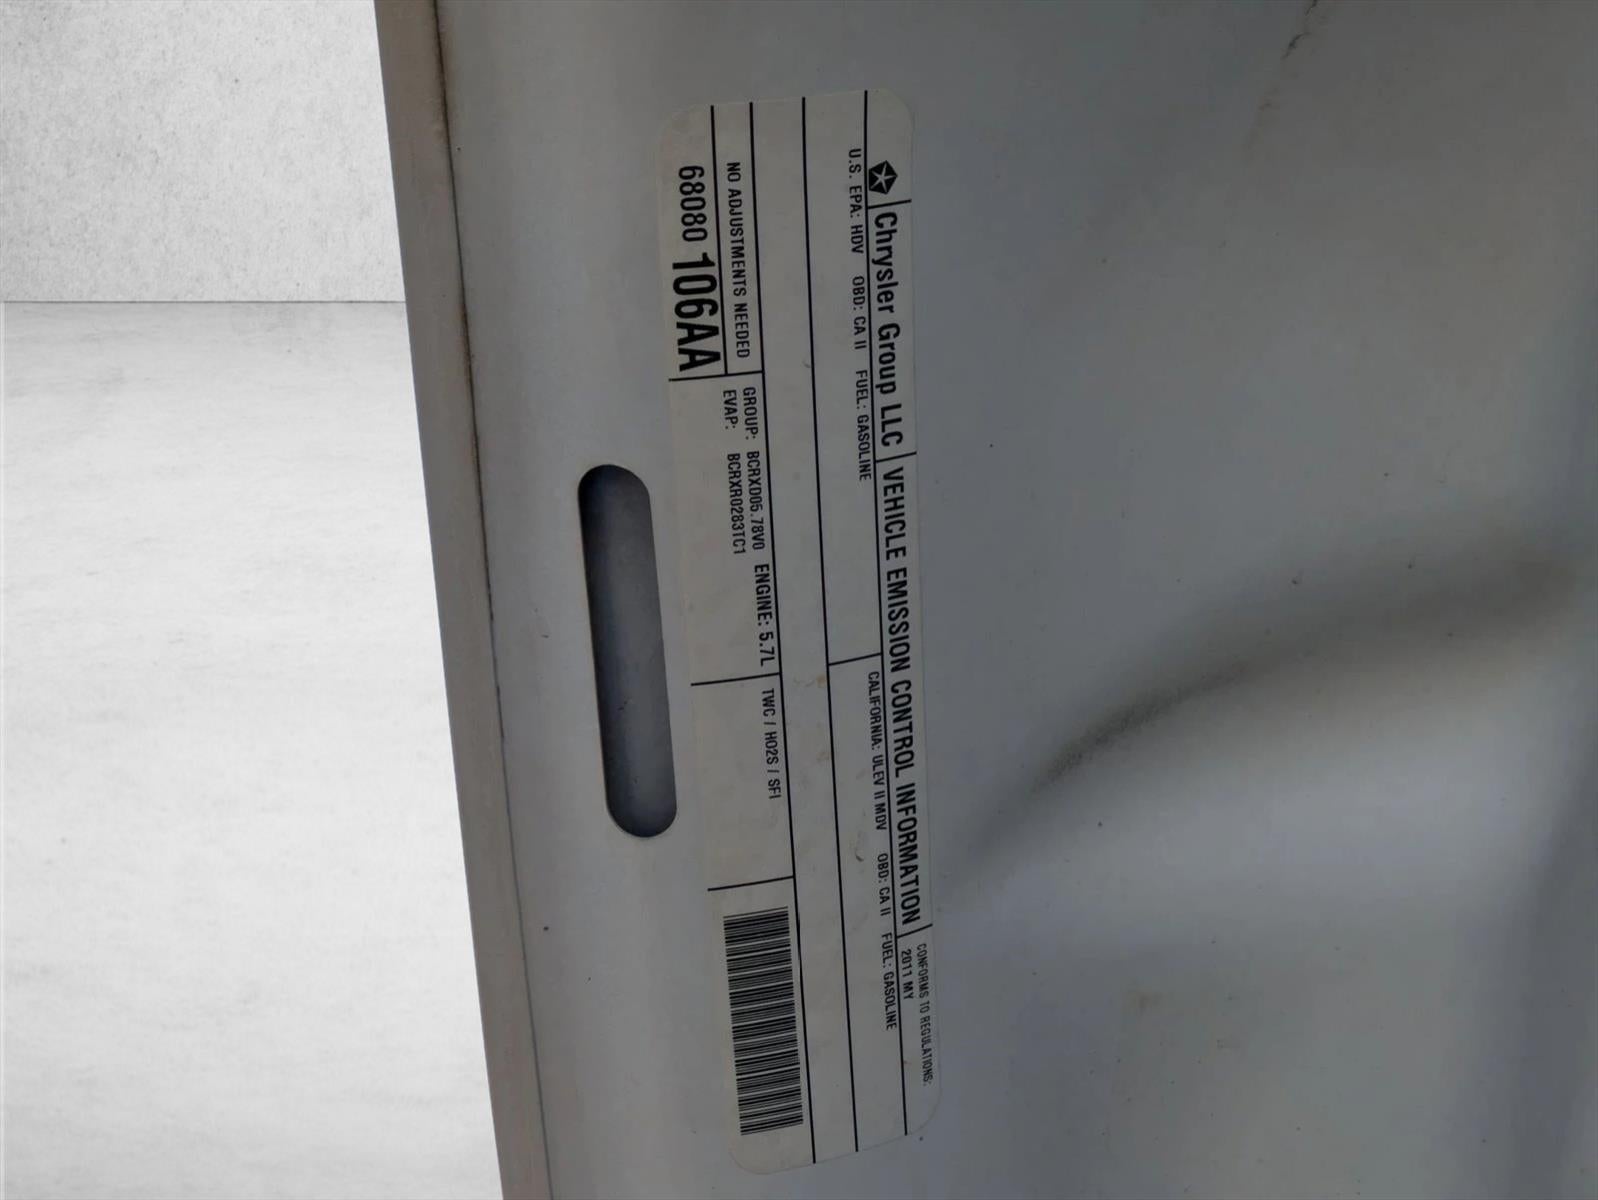 Chrysler Group LLC VEHICLE EMISSION CONTROL INFORMATION CONFORMS TO REGULATIONS:
2011 MY
U.S. EPA: HDV OBD: CA II FUEL: GASOLINE CALIFORNIA: ULEV II MDV OBD: CA II FUEL: GASOLINE
NO ADJUSTMENTS NEEDED GROUP: BCRXD05.78V0 ENGINE: 5.7L TWC / HO2S / SFI
EVAP: BCRXR0283TC1
68080 106AA